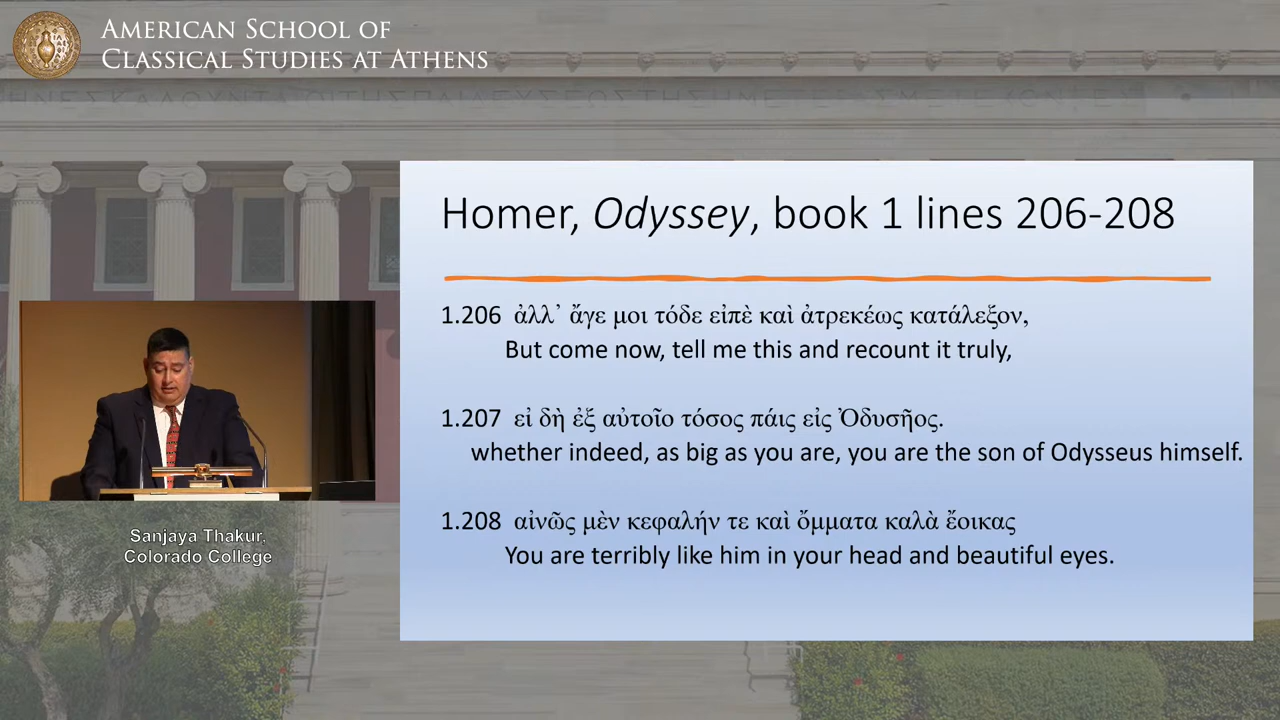 AMERICAN SCHOOL OF
CLASSICAL STUDIES AT ATHENS
Homer, Odyssey, book 1 lines 206-208
1.206 ἀλλ᾽ ἄγε μοι τόδε εἰπὲ καὶ ἀτρεκέως κατάλεξον,
But come now, tell me this and recount it truly,
1.207 εἰ δὴ ἐξ αὐτοῖο τόσος πάις εἰς Ὀδυσῆος.
whether indeed, as big as you are, you are the son of Odysseus himself.
1.208 αἰνῶς μὲν κεφαλήν τε καὶ ὄμματα καλὰ ἔοικας
You are terribly like him in your head and beautiful eyes.
Sanjaya Thakur,
Colorado College